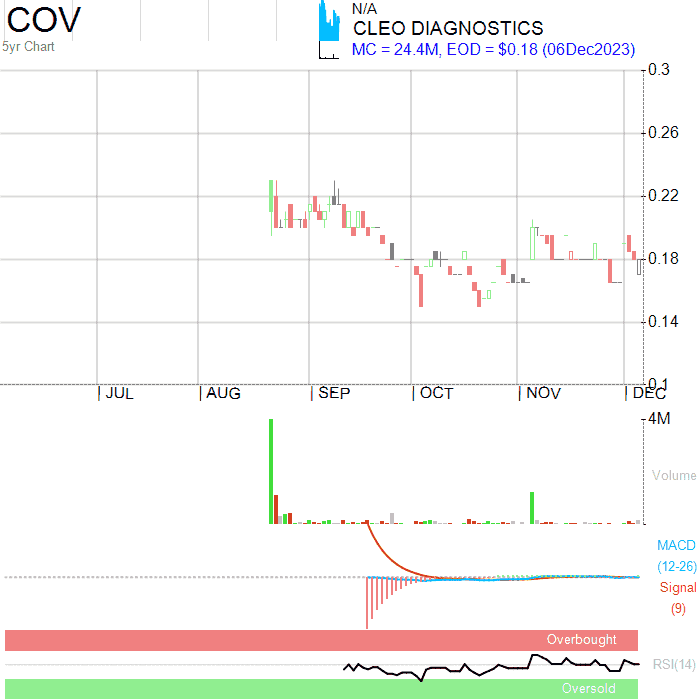 COV
5yr Chart
N/A
CLEO DIAGNOSTICS
MC = 24.4M, EOD = $0.18 (06Dec2023)
0.3
0.26
0.22
0.18
0.14
0.1
JUL AUG SEP OCT NOV DEC
4M
Volume
MACD
(12-26)
Signal
(9)
Overbought
RSI(14)
Oversold